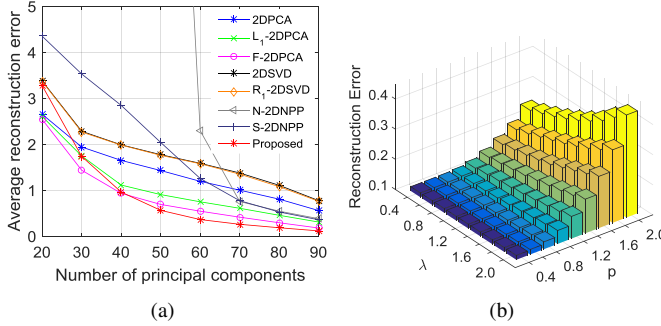 Average reconstruction error
5
4
3
2
1
0
20 30 40 50 60 70 80 90
Number of principal components
2DPCA
L1-2DPCA
F-2DPCA
2DSVD
R1-2DSVD
N-2DNPP
S-2DNPP
Proposed
(a)
Reconstruction Error
0.4
0.3
0.2
0.1
0.4
0.8
1.2
1.6
2.0
λ
0.4
0.8
1.2
1.6
2.0
p
(b)